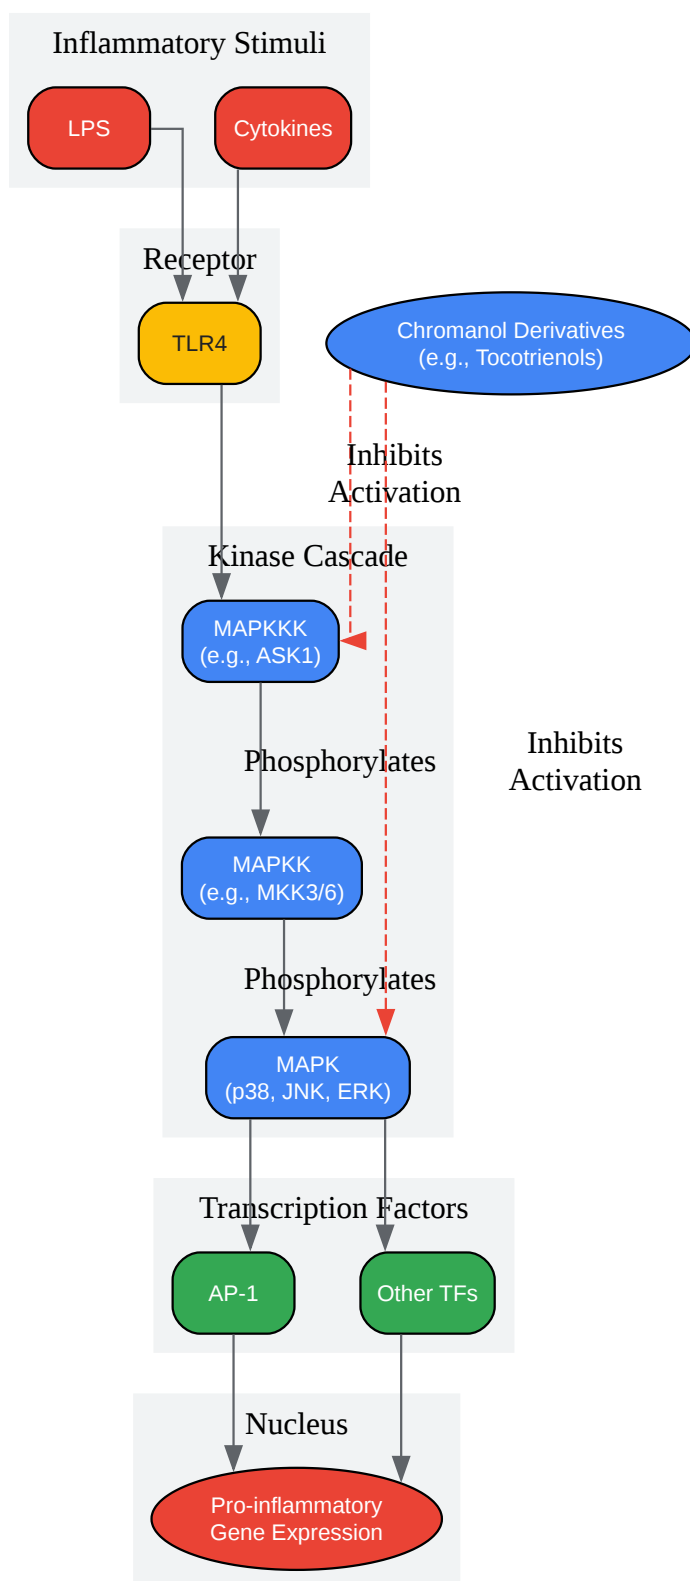 Inflammatory Stimuli
LPS
Cytokines
Receptor
TLR4
Chromanol Derivatives
(e.g., Tocotrienols)
Inhibits
Activation
Kinase Cascade
MAPKKK
(e.g., ASK1)
Phosphorylates
Inhibits
Activation
MAPKK
(e.g., MKK3/6)
Phosphorylates
MAPK
(p38, JNK, ERK)
Transcription Factors
AP-1
Other TFs
Nucleus
Pro-inflammatory
Gene Expression